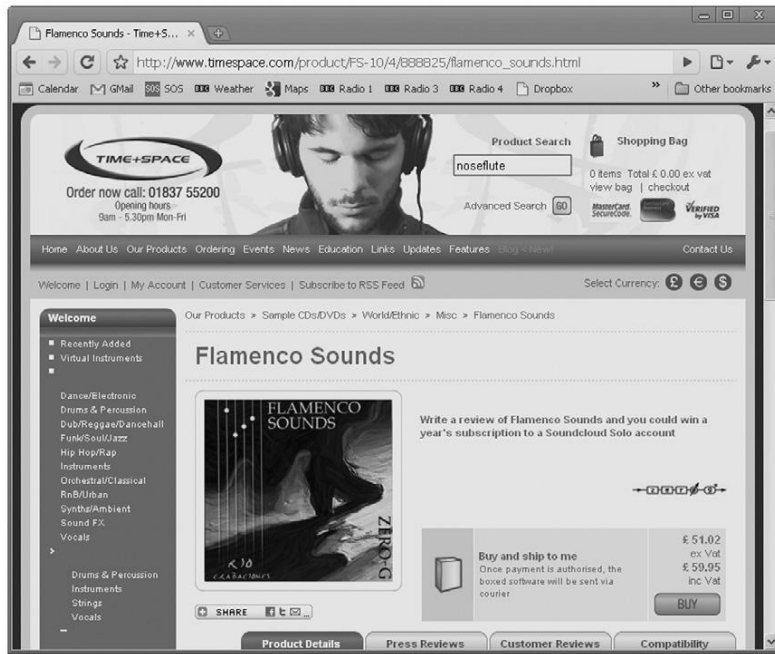 Flamenco Sounds - Time+S...
http://www.timespace.com/product/FS-10/4/888825/flamenco_sounds.html
Calendar GMail SOS SOS BBC Weather Maps BBC Radio 1 BBC Radio 3 BBC Radio 4 Dropbox » Other bookmarks
TIME+SPACE
Order now call: 01837 55200
Opening hours
9am - 5.30pm Mon-Fri
Product Search
noseflute
Advanced Search GO
Shopping Bag
0 items Total £ 0.00 ex vat
view bag | checkout
MasterCard. SecureCode.
VERIFIED by VISA
Home About Us Our Products Ordering Events News Education Links Updates Features Blog < New! Contact Us
Welcome | Login | My Account | Customer Services | Subscribe to RSS Feed
Select Currency: £ € $
Welcome
Recently Added
Virtual Instruments
Dance/Electronic
Drums & Percussion
Dub/Reggae/Dancehall
Funk/Soul/Jazz
Hip Hop/Rap
Instruments
Orchestral/Classical
RnB/Urban
Synths/Ambient
Sound FX
Vocals
Drums & Percussion
Instruments
Strings
Vocals
Our Products » Sample CDs/DVDs » World/Ethnic » Misc » Flamenco Sounds
Flamenco Sounds
FLAMENCO
SOUNDS
ZERO-G
RIO
GRABACIONES
Write a review of Flamenco Sounds and you could win a
year's subscription to a Soundcloud Solo account
Buy and ship to me
Once payment is authorised, the
boxed software will be sent via
courier
£ 51.02
ex Vat
£ 59.95
inc Vat
BUY
SHARE
Product Details Press Reviews Customer Reviews Compatibility